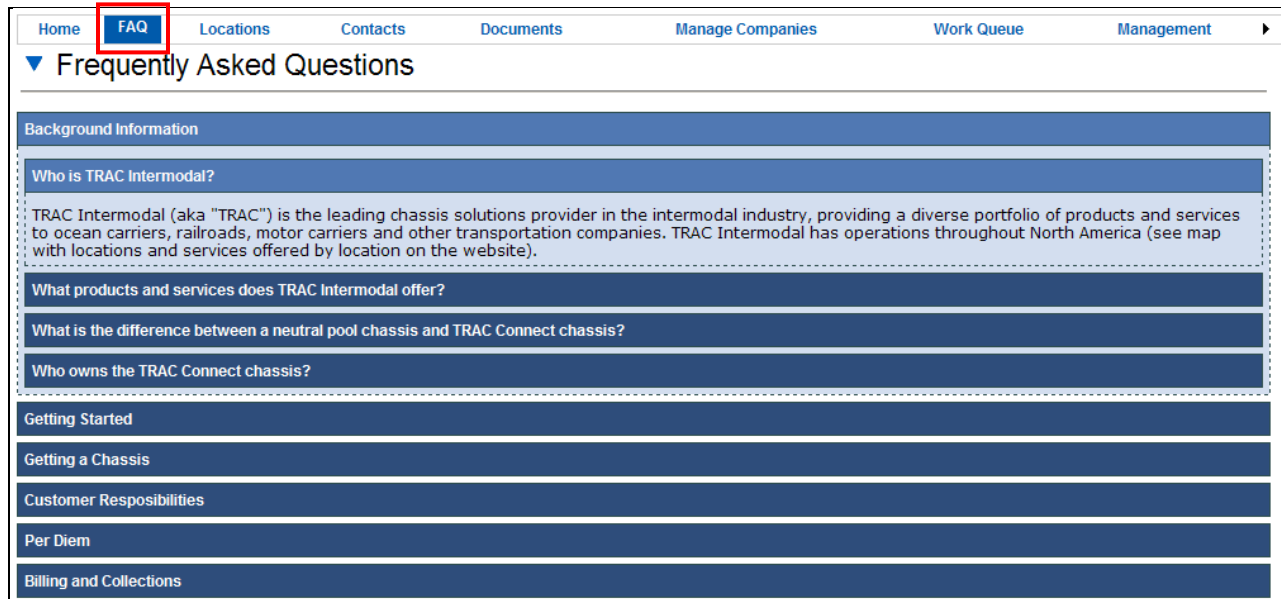 Home FAQ Locations Contacts Documents Manage Companies Work Queue Management
Frequently Asked Questions
Background Information
Who is TRAC Intermodal?
TRAC Intermodal (aka "TRAC") is the leading chassis solutions provider in the intermodal industry, providing a diverse portfolio of products and services
to ocean carriers, railroads, motor carriers and other transportation companies. TRAC Intermodal has operations throughout North America (see map
with locations and services offered by location on the website).
What products and services does TRAC Intermodal offer?
What is the difference between a neutral pool chassis and TRAC Connect chassis?
Who owns the TRAC Connect chassis?
Getting Started
Getting a Chassis
Customer Resposibilities
Per Diem
Billing and Collections